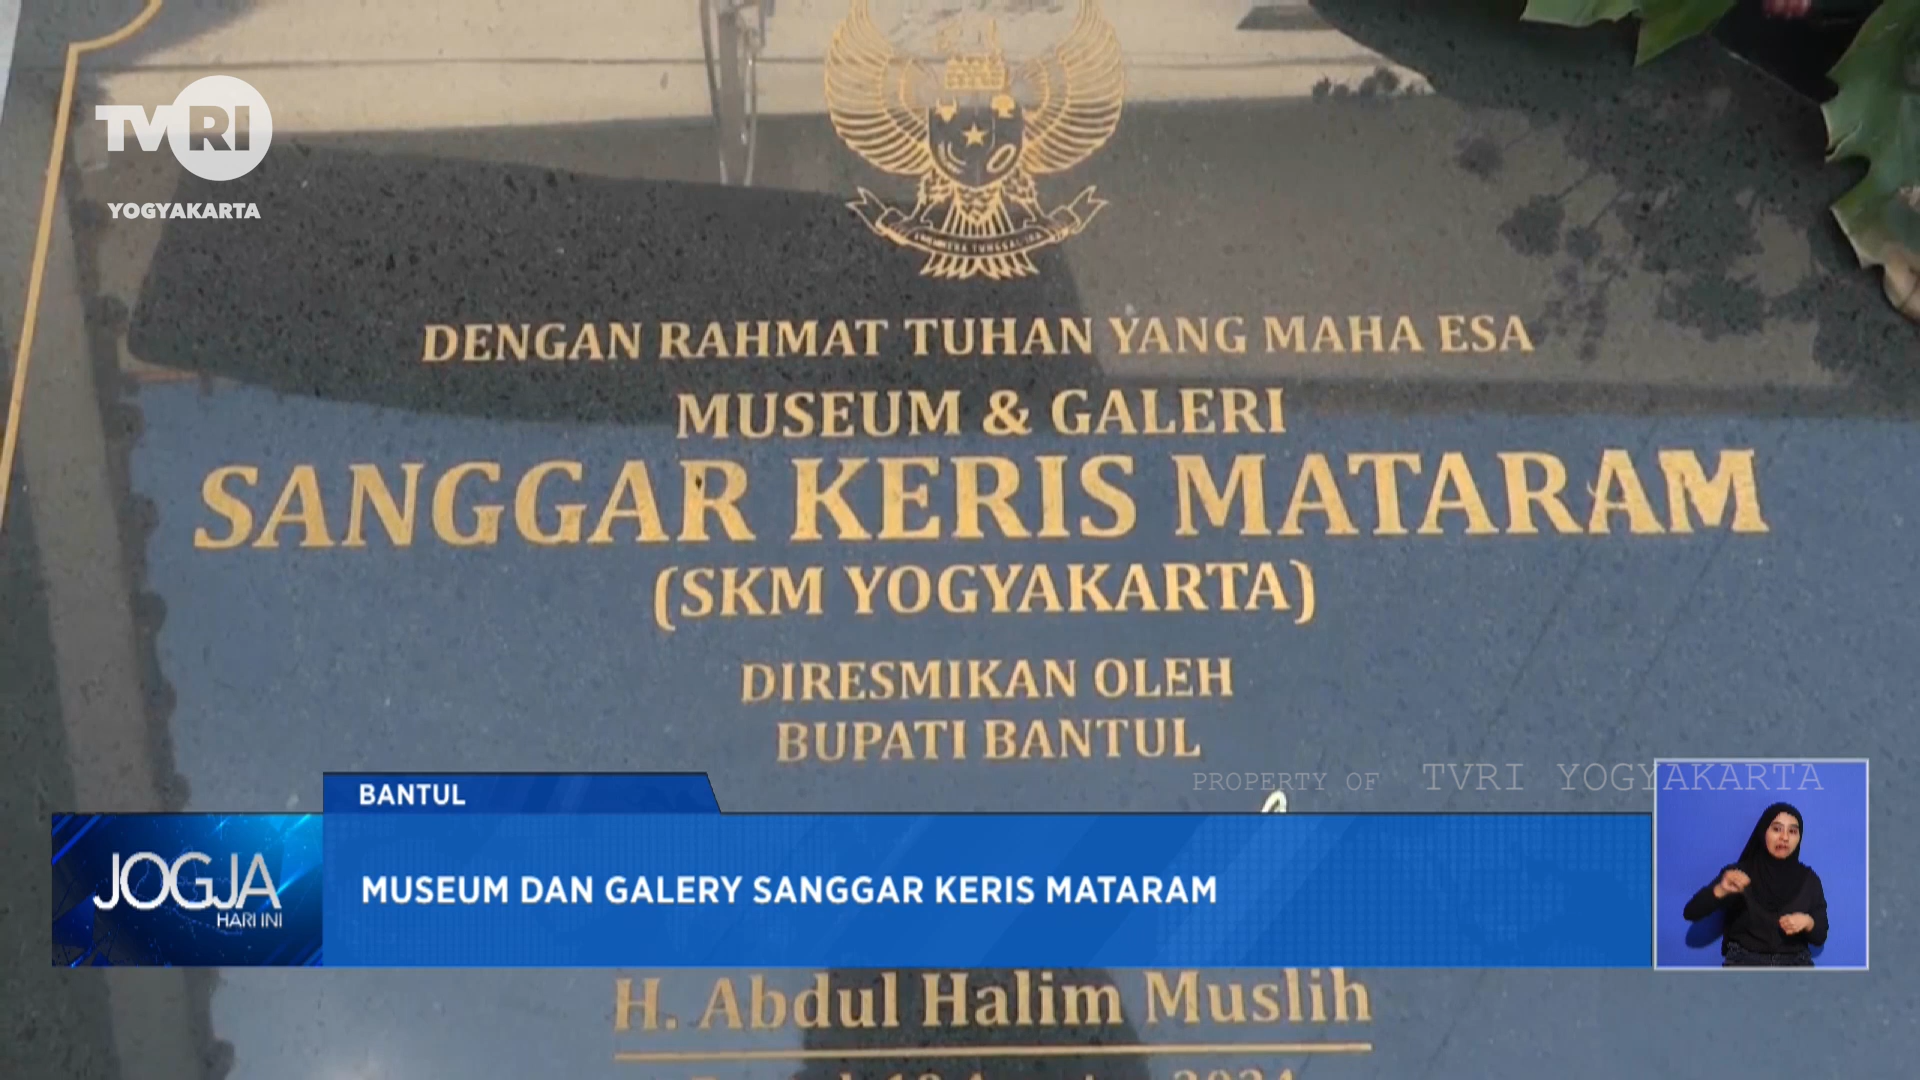 TVRI
YOGYAKARTA
DENGAN RAHMAT TUHAN YANG MAHA ESA
MUSEUM & GALERI
SANGGAR KERIS MATARAM
(SKM YOGYAKARTA)
DIRESMIKAN OLEH
BUPATI BANTUL
PROPERTY OF TVRI YOGYAKARTA
BANTUL
JOGJA
HARI INI
MUSEUM DAN GALERY SANGGAR KERIS MATARAM
H. Abdul Halim Muslih